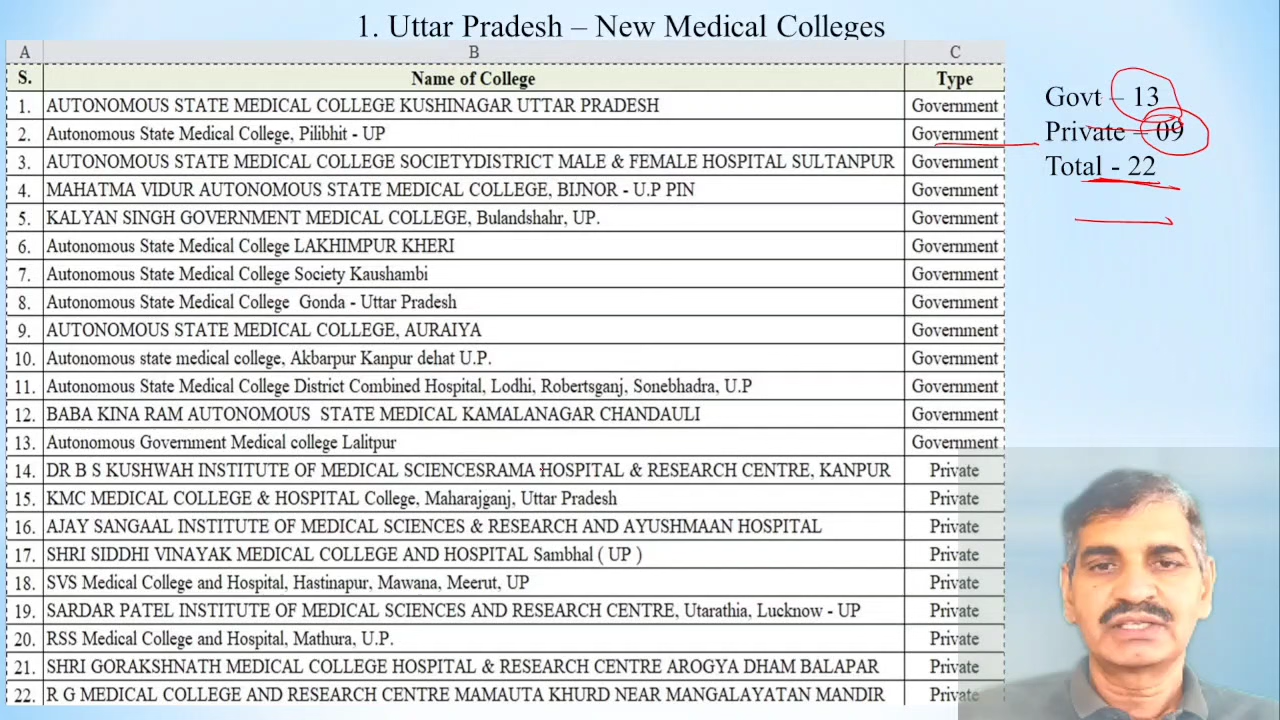 1. Uttar Pradesh – New Medical Colleges
A B C
S. Name of College Type
1. AUTONOMOUS STATE MEDICAL COLLEGE KUSHINAGAR UTTAR PRADESH Government
2. Autonomous State Medical College, Pilibhit - UP Government
3. AUTONOMOUS STATE MEDICAL COLLEGE SOCIETYDISTRICT MALE & FEMALE HOSPITAL SULTANPUR Government
4. MAHATMA VIDUR AUTONOMOUS STATE MEDICAL COLLEGE, BIJNOR - U.P PIN Government
5. KALYAN SINGH GOVERNMENT MEDICAL COLLEGE, Bulandshahr, UP. Government
6. Autonomous State Medical College LAKHIMPUR KHERI Government
7. Autonomous State Medical College Society Kaushambi Government
8. Autonomous State Medical College Gonda - Uttar Pradesh Government
9. AUTONOMOUS STATE MEDICAL COLLEGE, AURAIYA Government
10. Autonomous state medical college, Akbarpur Kanpur dehat U.P. Government
11. Autonomous State Medical College District Combined Hospital, Lodhi, Robertsganj, Sonebhadra, U.P Government
12. BABA KINA RAM AUTONOMOUS STATE MEDICAL KAMALANAGAR CHANDAULI Government
13. Autonomous Government Medical college Lalitpur Government
14. DR B S KUSHWAH INSTITUTE OF MEDICAL SCIENCESRAMA HOSPITAL & RESEARCH CENTRE, KANPUR Private
15. KMC MEDICAL COLLEGE & HOSPITAL College, Maharajganj, Uttar Pradesh Private
16. AJAY SANGAAL INSTITUTE OF MEDICAL SCIENCES & RESEARCH AND AYUSHMAAN HOSPITAL Private
17. SHRI SIDDHI VINAYAK MEDICAL COLLEGE AND HOSPITAL Sambhal ( UP ) Private
18. SVS Medical College and Hospital, Hastinapur, Mawana, Meerut, UP Private
19. SARDAR PATEL INSTITUTE OF MEDICAL SCIENCES AND RESEARCH CENTRE, Utarathia, Lucknow - UP Private
20. RSS Medical College and Hospital, Mathura, U.P. Private
21. SHRI GORAKSHNATH MEDICAL COLLEGE HOSPITAL & RESEARCH CENTRE AROGYA DHAM BALAPAR Private
22. R G MEDICAL COLLEGE AND RESEARCH CENTRE MAMAUTA KHURD NEAR MANGALAYATAN MANDIR Private
Govt – 13
Private – 09
Total - 22